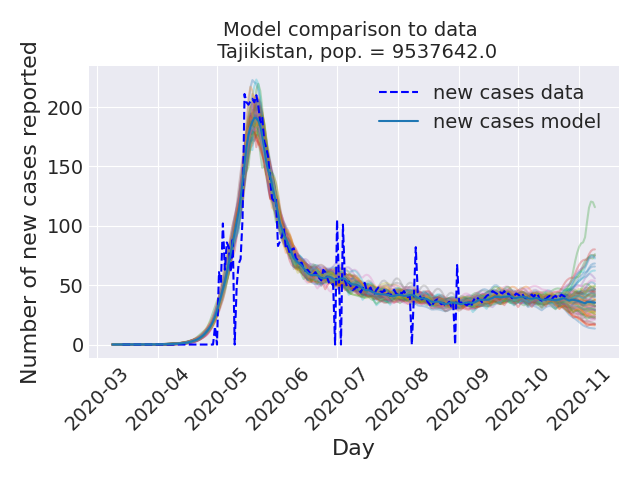 Model comparison to data
Tajikistan, pop. = 9537642.0
Number of new cases reported
200
150
100
50
0
new cases data
new cases model
2020-03
2020-04
2020-05
2020-06
2020-07
2020-08
2020-09
2020-10
2020-11
Day